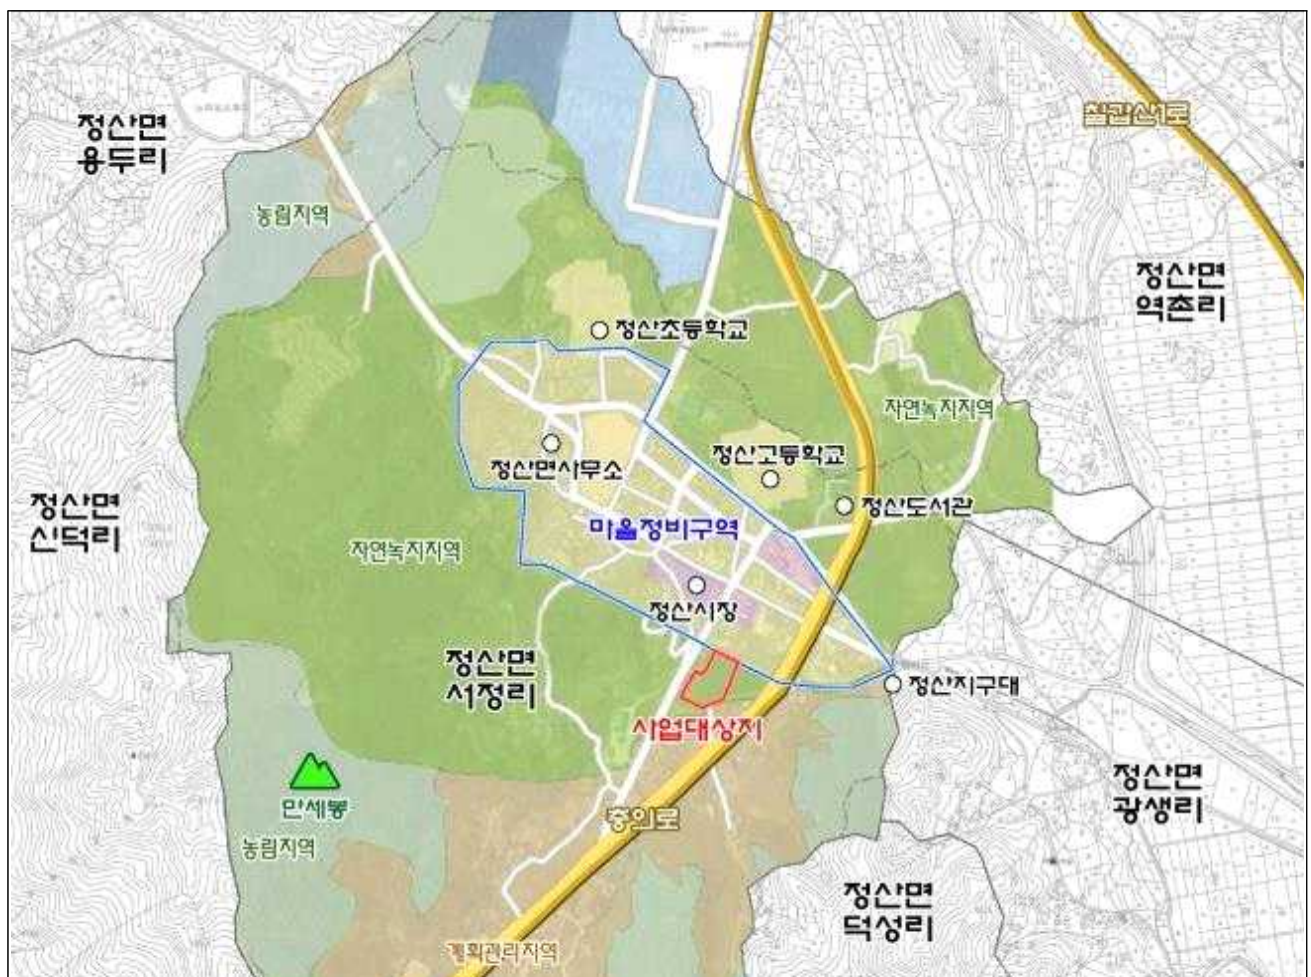 칠갑산1로
정산면
용두리
농림지역
정산면
역촌리
정산초등학교
자연녹지지역
정산면사무소
정산고등학교
정산면
신덕리
정산도서관
마을정비구역
자연녹지지역
정산시장
정산면
서정리
정산지구대
사업대상지
만세봉
정산면
광생리
충의로
농림지역
정산면
덕성리
계획관리지역